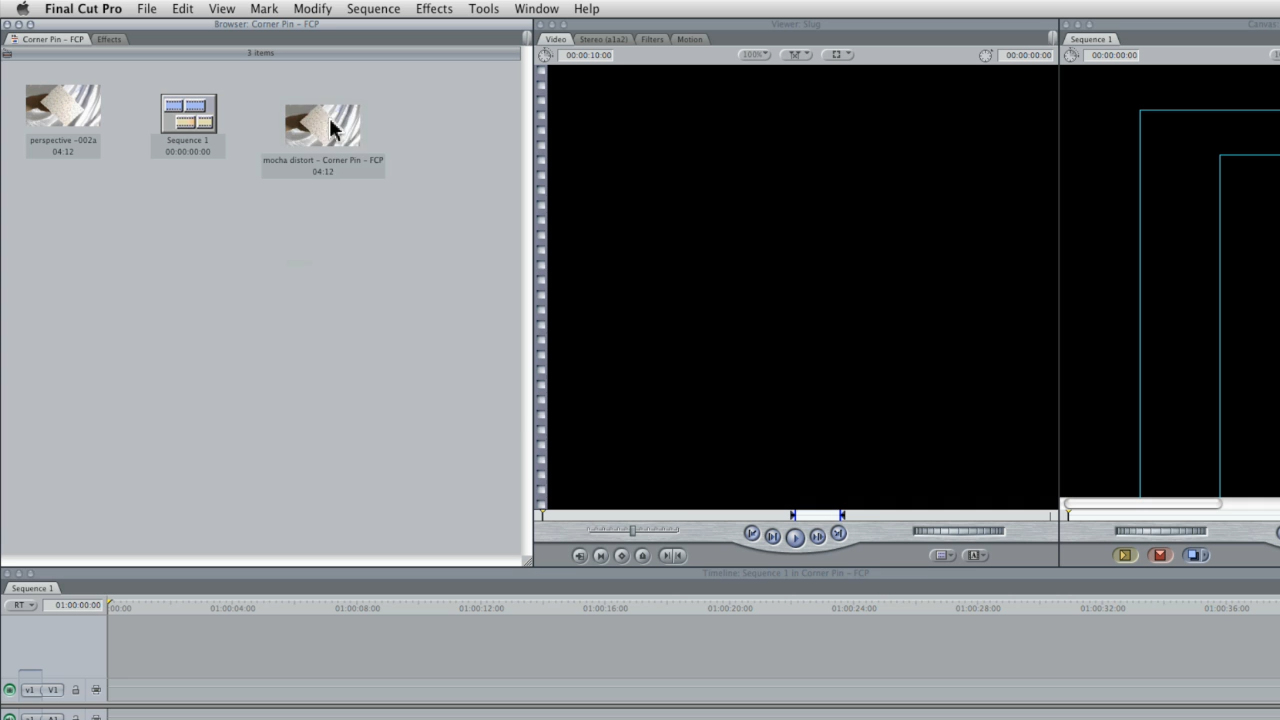 Final Cut Pro File Edit View Mark Modify Sequence Effects Tools Window Help
Browser: Corner Pin - FCP
Viewer: Slug
Canvas
Corner Pin - FCP Effects
Video Stereo (a1a2) Filters Motion
Sequence 1
3 items
00:00:10:00
100%
00:00:00:00
00:00:00:00
perspective -002a
04:12
Sequence 1
00:00:00:00
mocha distort - Corner Pin - FCP
04:12
Timeline: Sequence 1 in Corner Pin - FCP
Sequence 1
RT 01:00:00:00 00:00 01:00:04:00 01:00:08:00 01:00:12:00 01:00:16:00 01:00:20:00 01:00:24:00 01:00:28:00 01:00:32:00 01:00:36:00
v1 V1
a1 A1